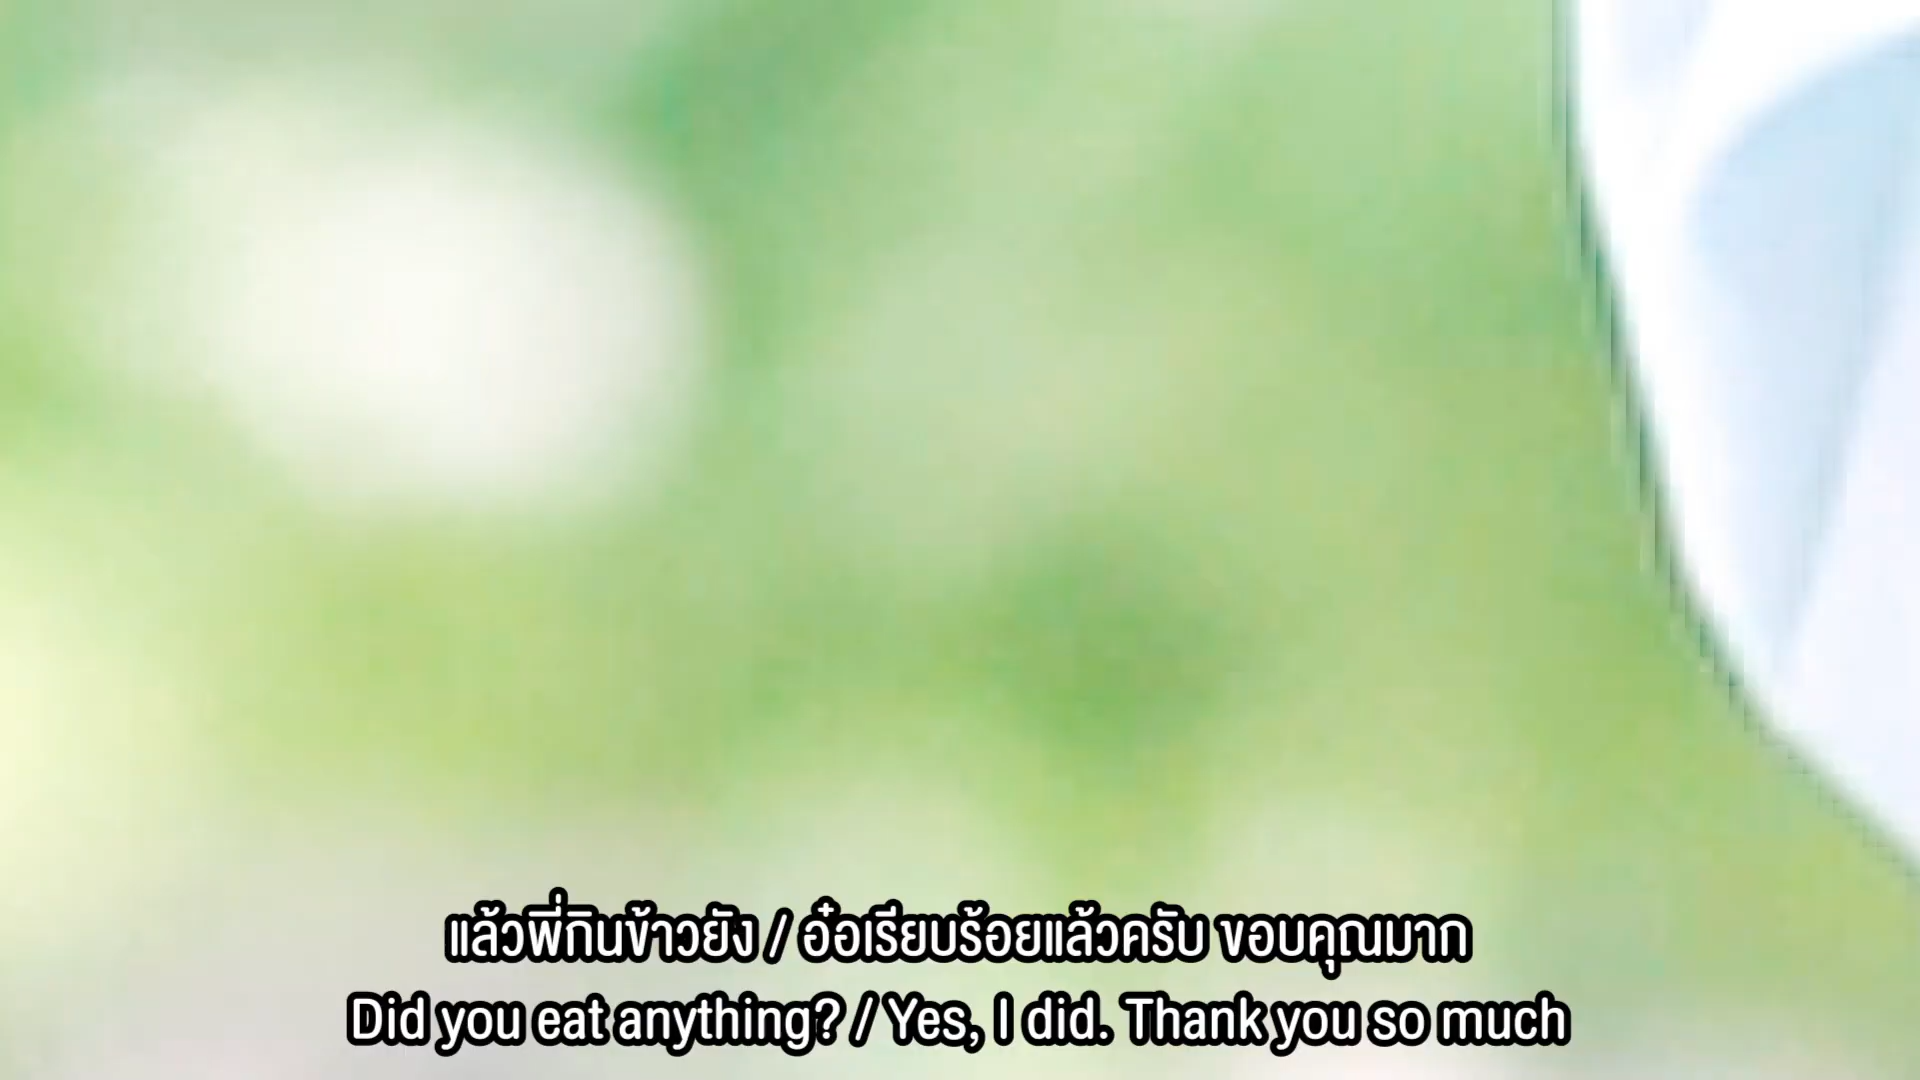 แล้วพี่กินข้าวยัง / อ๋อเรียบร้อยแล้วครับ ขอบคุณมาก
Did you eat anything? / Yes, I did. Thank you so much